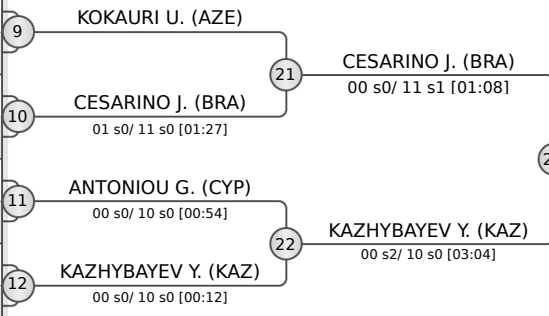 KOKAURI U. (AZE)
9
CESARINO J. (BRA)
21
00 s0/ 11 s1 [01:08]
CESARINO J. (BRA)
10
01 s0/ 11 s0 [01:27]
ANTONIOU G. (CYP)
11
00 s0/ 10 s0 [00:54]
KAZHYBAYEV Y. (KAZ)
22
00 s2/ 10 s0 [03:04]
KAZHYBAYEV Y. (KAZ)
12
00 s0/ 10 s0 [00:12]